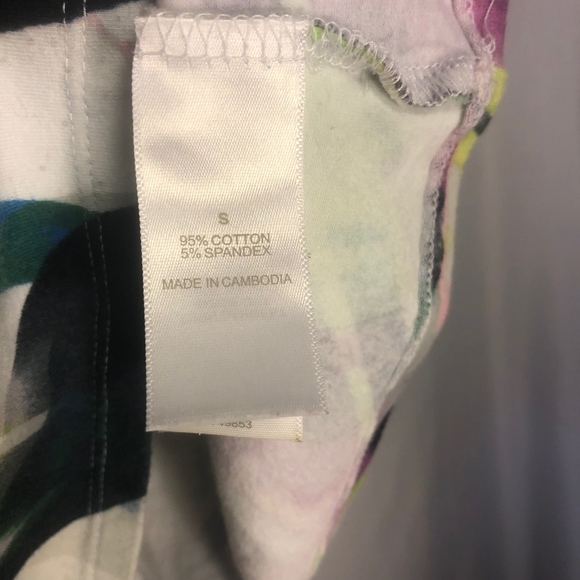 S
95% COTTON
5% SPANDEX
MADE IN CAMBODIA